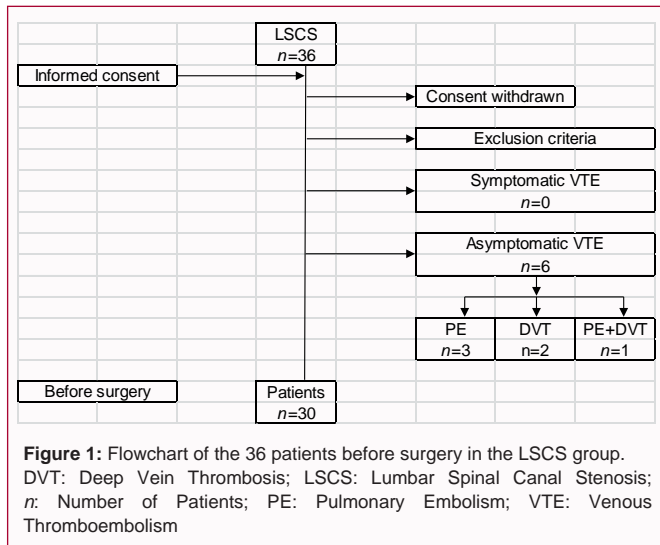 LSCS
n=36
Informed consent
Consent withdrawn
Exclusion criteria
Symptomatic VTE
n=0
Asymptomatic VTE
n=6
PE DVT PE+DVT
n=3 n=2 n=1
Before surgery Patients
n=30
Figure 1: Flowchart of the 36 patients before surgery in the LSCS group.
DVT: Deep Vein Thrombosis; LSCS: Lumbar Spinal Canal Stenosis;
n: Number of Patients; PE: Pulmonary Embolism; VTE: Venous
Thromboembolism